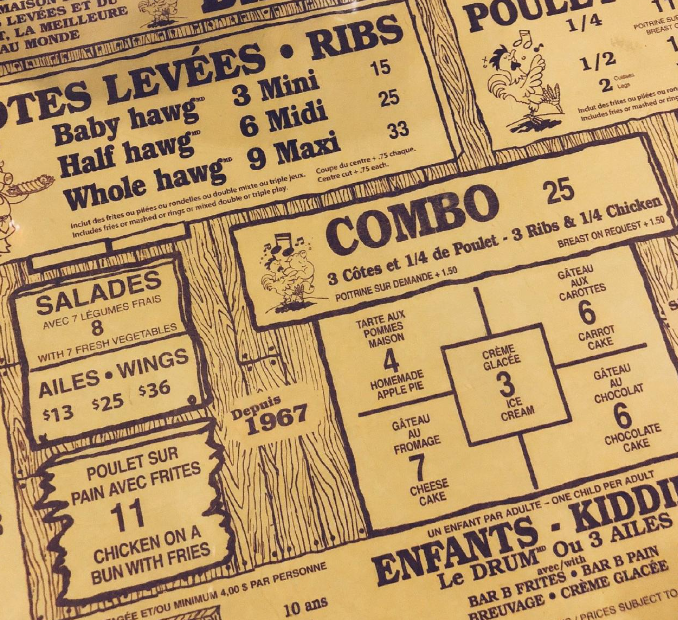 MAISON
LEVÉES ET DU
, LA MEILLEURE
AU MONDE
CÔTES LEVÉES • RIBS
Baby hawg 3 Mini 15
Half hawg 6 Midi 25
Whole hawg 9 Maxi 33
Coupe du centre + .75 chaque.
Centre cut + .75 each.
Inclut des frites ou pilées ou rondelles ou double mixte ou triple jeux.
Includes fries or mashed or rings or mixed double or triple play.
POULET
1/4
1/2
2 Cuisses
Legs
POITRINE SUR
BREAST
Inclut des frites ou pilées ou
Includes fries or mashed or rings or
COMBO 25
3 Côtes et 1/4 de Poulet - 3 Ribs & 1/4 Chicken
POITRINE SUR DEMANDE + 1.50
BREAST ON REQUEST + 1.50
SALADES
AVEC 7 LÉGUMES FRAIS
8
WITH 7 FRESH VEGETABLES
AILES • WINGS
$13 $25 $36
Depuis
1967
POULET SUR
PAIN AVEC FRITES
11
CHICKEN ON A
BUN WITH FRIES
TARTE AUX
POMMES
MAISON
4
HOMEMADE
APPLE PIE
GÂTEAU
AUX
CAROTTES
6
CARROT
CAKE
CRÈME
GLACÉE
3
ICE
CREAM
GÂTEAU
AU
FROMAGE
7
CHEESE
CAKE
GÂTEAU
AU
CHOCOLAT
6
CHOCOLATE
CAKE
UN ENFANT PAR ADULTE - ONE CHILD PER ADULT
ENFANTS - KIDDI
Le DRUM Ou 3 AILES
avec/with
BAR B FRITES • BAR B PAIN
BREUVAGE • CRÈME GLACÉE
ET/OU MINIMUM 4,00 $ PAR PERSONNE
10 ans
/ PRICES SUBJECT TO